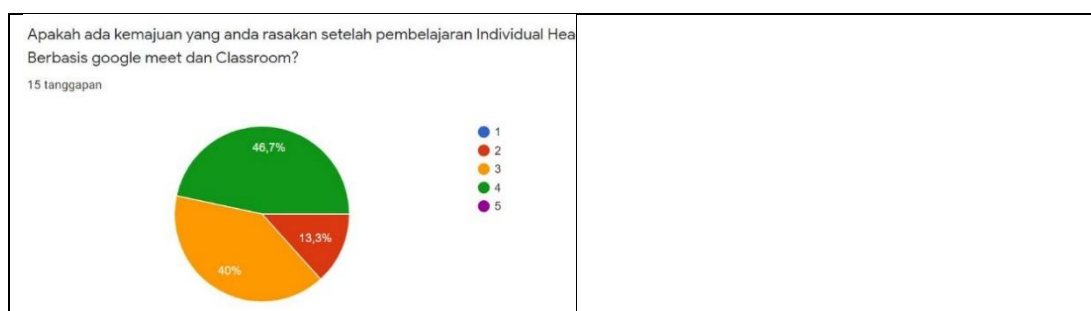 Apakah ada kemajuan yang anda rasakan setelah pembelajaran Individual Hea
Berbasis google meet dan Classroom?
15 tanggapan
46,7%
13,3%
40%
1
2
3
4
5